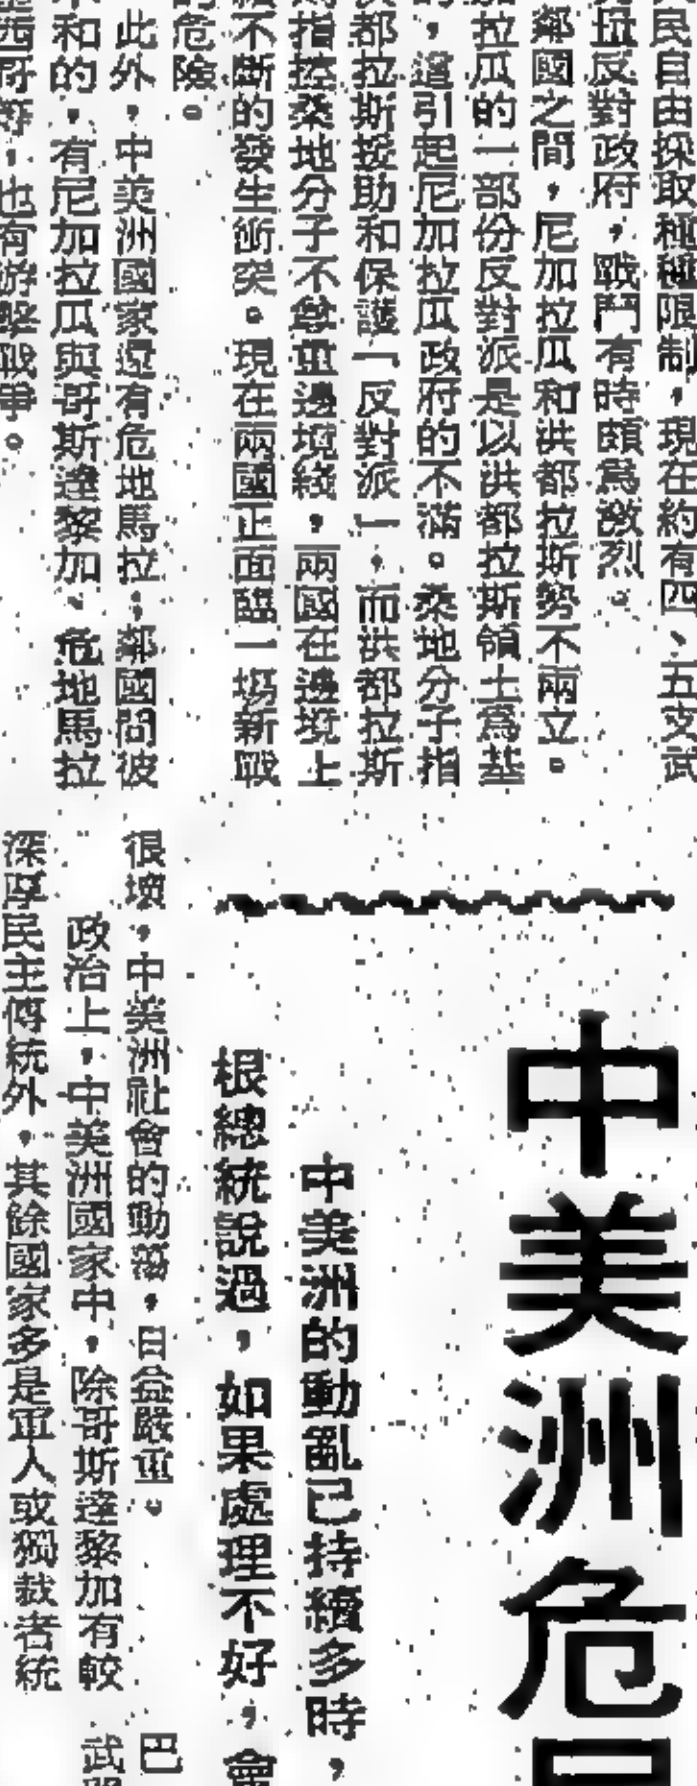 民自由採取種種限制，現在約有四、五支武
反對政府，戰鬥有時頗爲激烈。
鄰國之間，尼加拉瓜和洪都拉斯勢不兩立。
加拉瓜的一部份反對派是以洪都拉斯領土爲基
，這引起尼加拉瓜政府的不滿。桑地分子指
洪都拉斯援助和保護「反對派」，而洪都拉斯
則指控桑地分子不尊重邊境綫，兩國在邊境上
不斷的發生衝突。現在兩國正面臨一場新戰
的危險。
此外，中美洲國家還有危地馬拉，鄰國間彼
不和的，有尼加拉瓜與哥斯達黎加、危地馬拉
墨西哥等，也有游擊戰爭。
中美洲危
中美洲的動亂已持續多時，
根總統說過，如果處理不好，會
很壞，中美洲社會的動蕩，日益嚴重。
政治上，中美洲國家中，除哥斯達黎加有較
深厚民主傳統外，其餘國家多是軍人或獨裁者統
巴
武